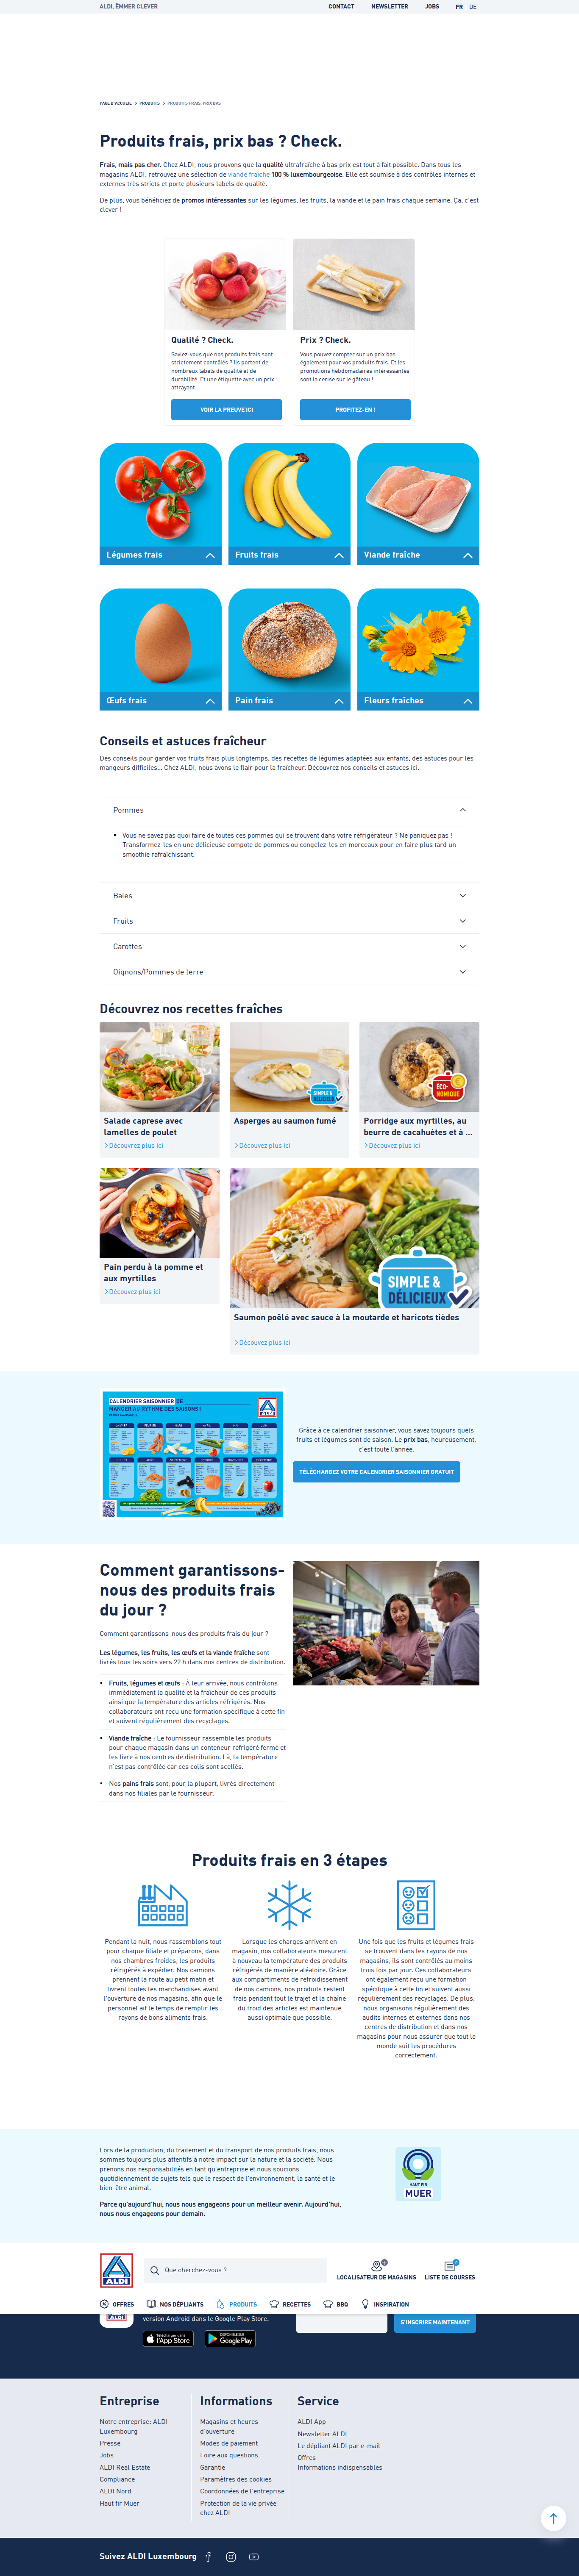 ALDI, ËMMER CLEVER
CONTACT
NEWSLETTER
JOBS
FR | DE
PAGE D'ACCUEIL > PRODUITS > PRODUITS FRAIS, PRIX BAS
Produits frais, prix bas ? Check.
Frais, mais pas cher. Chez ALDI, nous prouvons que la qualité ultrafraîche à bas prix est tout à fait possible. Dans tous les
magasins ALDI, retrouvez une sélection de viande fraîche 100 % luxembourgeoise. Elle est soumise à des contrôles internes et
externes très stricts et porte plusieurs labels de qualité.
De plus, vous bénéficiez de promos intéressantes sur les légumes, les fruits, la viande et le pain frais chaque semaine. Ça, c'est
clever !
Qualité ? Check.
Saviez-vous que nos produits frais sont
strictement contrôlés ? Ils portent de
nombreux labels de qualité et de
durabilité. Et une étiquette avec un prix
attrayant.
VOIR LA PREUVE ICI
Prix ? Check.
Vous pouvez compter sur un prix bas
également pour vos produits frais. Et les
promotions hebdomadaires intéressantes
sont la cerise sur le gâteau !
PROFITEZ-EN !
Légumes frais
Fruits frais
Viande fraîche
Œufs frais
Pain frais
Fleurs fraîches
Conseils et astuces fraîcheur
Des conseils pour garder vos fruits frais plus longtemps, des recettes de légumes adaptées aux enfants, des astuces pour les
mangeurs difficiles... Chez ALDI, nous avons le flair pour la fraîcheur. Découvrez nos conseils et astuces ici.
Pommes
Vous ne savez pas quoi faire de toutes ces pommes qui se trouvent dans votre réfrigérateur ? Ne paniquez pas !
Transformez-les en une délicieuse compote de pommes ou congelez-les en morceaux pour en faire plus tard un
smoothie rafraîchissant.
Baies
Fruits
Carottes
Oignons/Pommes de terre
Découvrez nos recettes fraîches
Salade caprese avec
lamelles de poulet
Découvrez plus ici
SIMPLE &
DÉLICIEUX
Asperges au saumon fumé
Découvez plus ici
ÉCO-
NOMIQUE
Porridge aux myrtilles, au
beurre de cacahuètes et à ...
Découvez plus ici
Pain perdu à la pomme et
aux myrtilles
Découvez plus ici
SIMPLE &
DÉLICIEUX
Saumon poêlé avec sauce à la moutarde et haricots tièdes
Découvez plus ici
CALENDRIER SAISONNIER DE
MANGER AU RYTHME DES SAISONS !
ALDI
Grâce à ce calendrier saisonnier, vous savez toujours quels
fruits et légumes sont de saison. Le prix bas, heureusement,
c'est toute l'année.
TÉLÉCHARGEZ VOTRE CALENDRIER SAISONNIER GRATUIT
Comment garantissons-
nous des produits frais
du jour ?
Comment garantissons-nous des produits frais du jour ?
Les légumes, les fruits, les œufs et la viande fraîche sont
livrés tous les soirs vers 22 h dans nos centres de distribution.
Fruits, légumes et œufs : À leur arrivée, nous contrôlons
immédiatement la qualité et la fraîcheur de ces produits
ainsi que la température des articles réfrigérés. Nos
collaborateurs ont reçu une formation spécifique à cette fin
et suivent régulièrement des recyclages.
Viande fraîche : Le fournisseur rassemble les produits
pour chaque magasin dans un conteneur réfrigéré fermé et
les livre à nos centres de distribution. Là, la température
n'est pas contrôlée car ces colis sont scellés.
Nos pains frais sont, pour la plupart, livrés directement
dans nos filiales par le fournisseur.
Produits frais en 3 étapes
Pendant la nuit, nous rassemblons tout
pour chaque filiale et préparons, dans
nos chambres froides, les produits
réfrigérés à expédier. Nos camions
prennent la route au petit matin et
livrent toutes les marchandises avant
l'ouverture de nos magasins, afin que le
personnel ait le temps de remplir les
rayons de bons aliments frais.
Lorsque les charges arrivent en
magasin, nos collaborateurs mesurent
à nouveau la température des produits
réfrigérés de manière aléatoire. Grâce
aux compartiments de refroidissement
de nos camions, nos produits restent
frais pendant tout le trajet et la chaîne
du froid des articles est maintenue
aussi optimale que possible.
Une fois que les fruits et légumes frais
se trouvent dans les rayons de nos
magasins, ils sont contrôlés au moins
trois fois par jour. Ces collaborateurs
ont également reçu une formation
spécifique à cette fin et suivent aussi
régulièrement des recyclages. De plus,
nous organisons régulièrement des
audits internes et externes dans nos
centres de distribution et dans nos
magasins pour nous assurer que tout le
monde suit les procédures
correctement.
Lors de la production, du traitement et du transport de nos produits frais, nous
sommes toujours plus attentifs à notre impact sur la nature et la société. Nous
prenons nos responsabilités en tant qu'entreprise et nous soucions
quotidiennement de sujets tels que le respect de l'environnement, la santé et le
bien-être animal.
Parce qu'aujourd'hui, nous nous engageons pour un meilleur avenir. Aujourd'hui,
nous nous engageons pour demain.
HAUT FIR
MUER
ALDI
Que cherchez-vous ?
LOCALISATEUR DE MAGASINS
LISTE DE COURSES
OFFRES
NOS DÉPLIANTS
PRODUITS
RECETTES
BBQ
INSPIRATION
ALDI
version Android dans le Google Play Store.
Télécharger dans
l'App Store
DISPONIBLE SUR
Google Play
S'INSCRIRE MAINTENANT
Entreprise
Notre entreprise: ALDI
Luxembourg
Presse
Jobs
ALDI Real Estate
Compliance
ALDI Nord
Haut fir Muer
Informations
Magasins et heures
d'ouverture
Modes de paiement
Foire aux questions
Garantie
Paramètres des cookies
Coordonnées de l'entreprise
Protection de la vie privée
chez ALDI
Service
ALDI App
Newsletter ALDI
Le dépliant ALDI par e-mail
Offres
Informations indispensables
Suivez ALDI Luxembourg